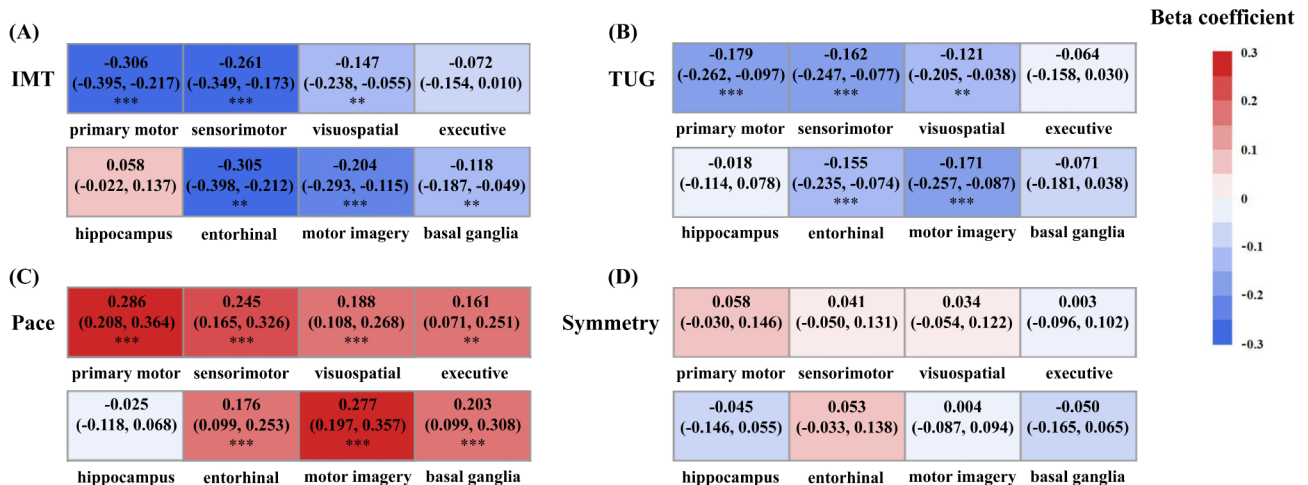 (A)
IMT
-0.306
(-0.395, -0.217)
***
primary motor
-0.261
(-0.349, -0.173)
***
sensorimotor
-0.147
(-0.238, -0.055)
**
visuospatial
-0.072
(-0.154, 0.010)
executive
0.058
(-0.022, 0.137)
hippocampus
-0.305
(-0.398, -0.212)
**
entorhinal
-0.204
(-0.293, -0.115)
***
motor imagery
-0.118
(-0.187, -0.049)
**
basal ganglia
(B)
TUG
-0.179
(-0.262, -0.097)
***
primary motor
-0.162
(-0.247, -0.077)
***
sensorimotor
-0.121
(-0.205, -0.038)
**
visuospatial
-0.064
(-0.158, 0.030)
executive
-0.018
(-0.114, 0.078)
hippocampus
-0.155
(-0.235, -0.074)
***
entorhinal
-0.171
(-0.257, -0.087)
***
motor imagery
-0.071
(-0.181, 0.038)
basal ganglia
(C)
Pace
0.286
(0.208, 0.364)
***
primary motor
0.245
(0.165, 0.326)
***
sensorimotor
0.188
(0.108, 0.268)
***
visuospatial
0.161
(0.071, 0.251)
**
executive
-0.025
(-0.118, 0.068)
hippocampus
0.176
(0.099, 0.253)
***
entorhinal
0.277
(0.197, 0.357)
***
motor imagery
0.203
(0.099, 0.308)
***
basal ganglia
(D)
Symmetry
0.058
(-0.030, 0.146)
primary motor
0.041
(-0.050, 0.131)
sensorimotor
0.034
(-0.054, 0.122)
visuospatial
0.003
(-0.096, 0.102)
executive
-0.045
(-0.146, 0.055)
hippocampus
0.053
(-0.033, 0.138)
entorhinal
0.004
(-0.087, 0.094)
motor imagery
-0.050
(-0.165, 0.065)
basal ganglia
Beta coefficient
0.3
0.2
0.1
0
-0.1
-0.2
-0.3